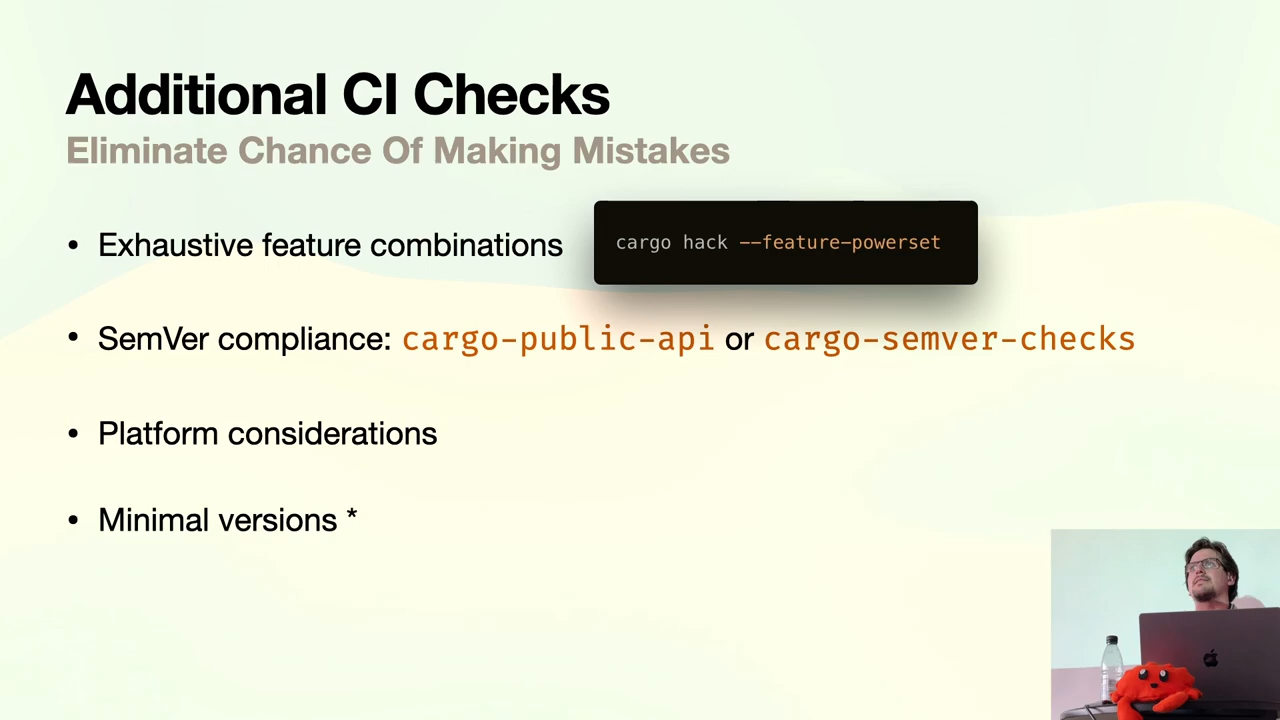 Additional CI Checks
Eliminate Chance Of Making Mistakes
• Exhaustive feature combinations
cargo hack --feature-powerset
• SemVer compliance: cargo-public-api or cargo-semver-checks
• Platform considerations
• Minimal versions *